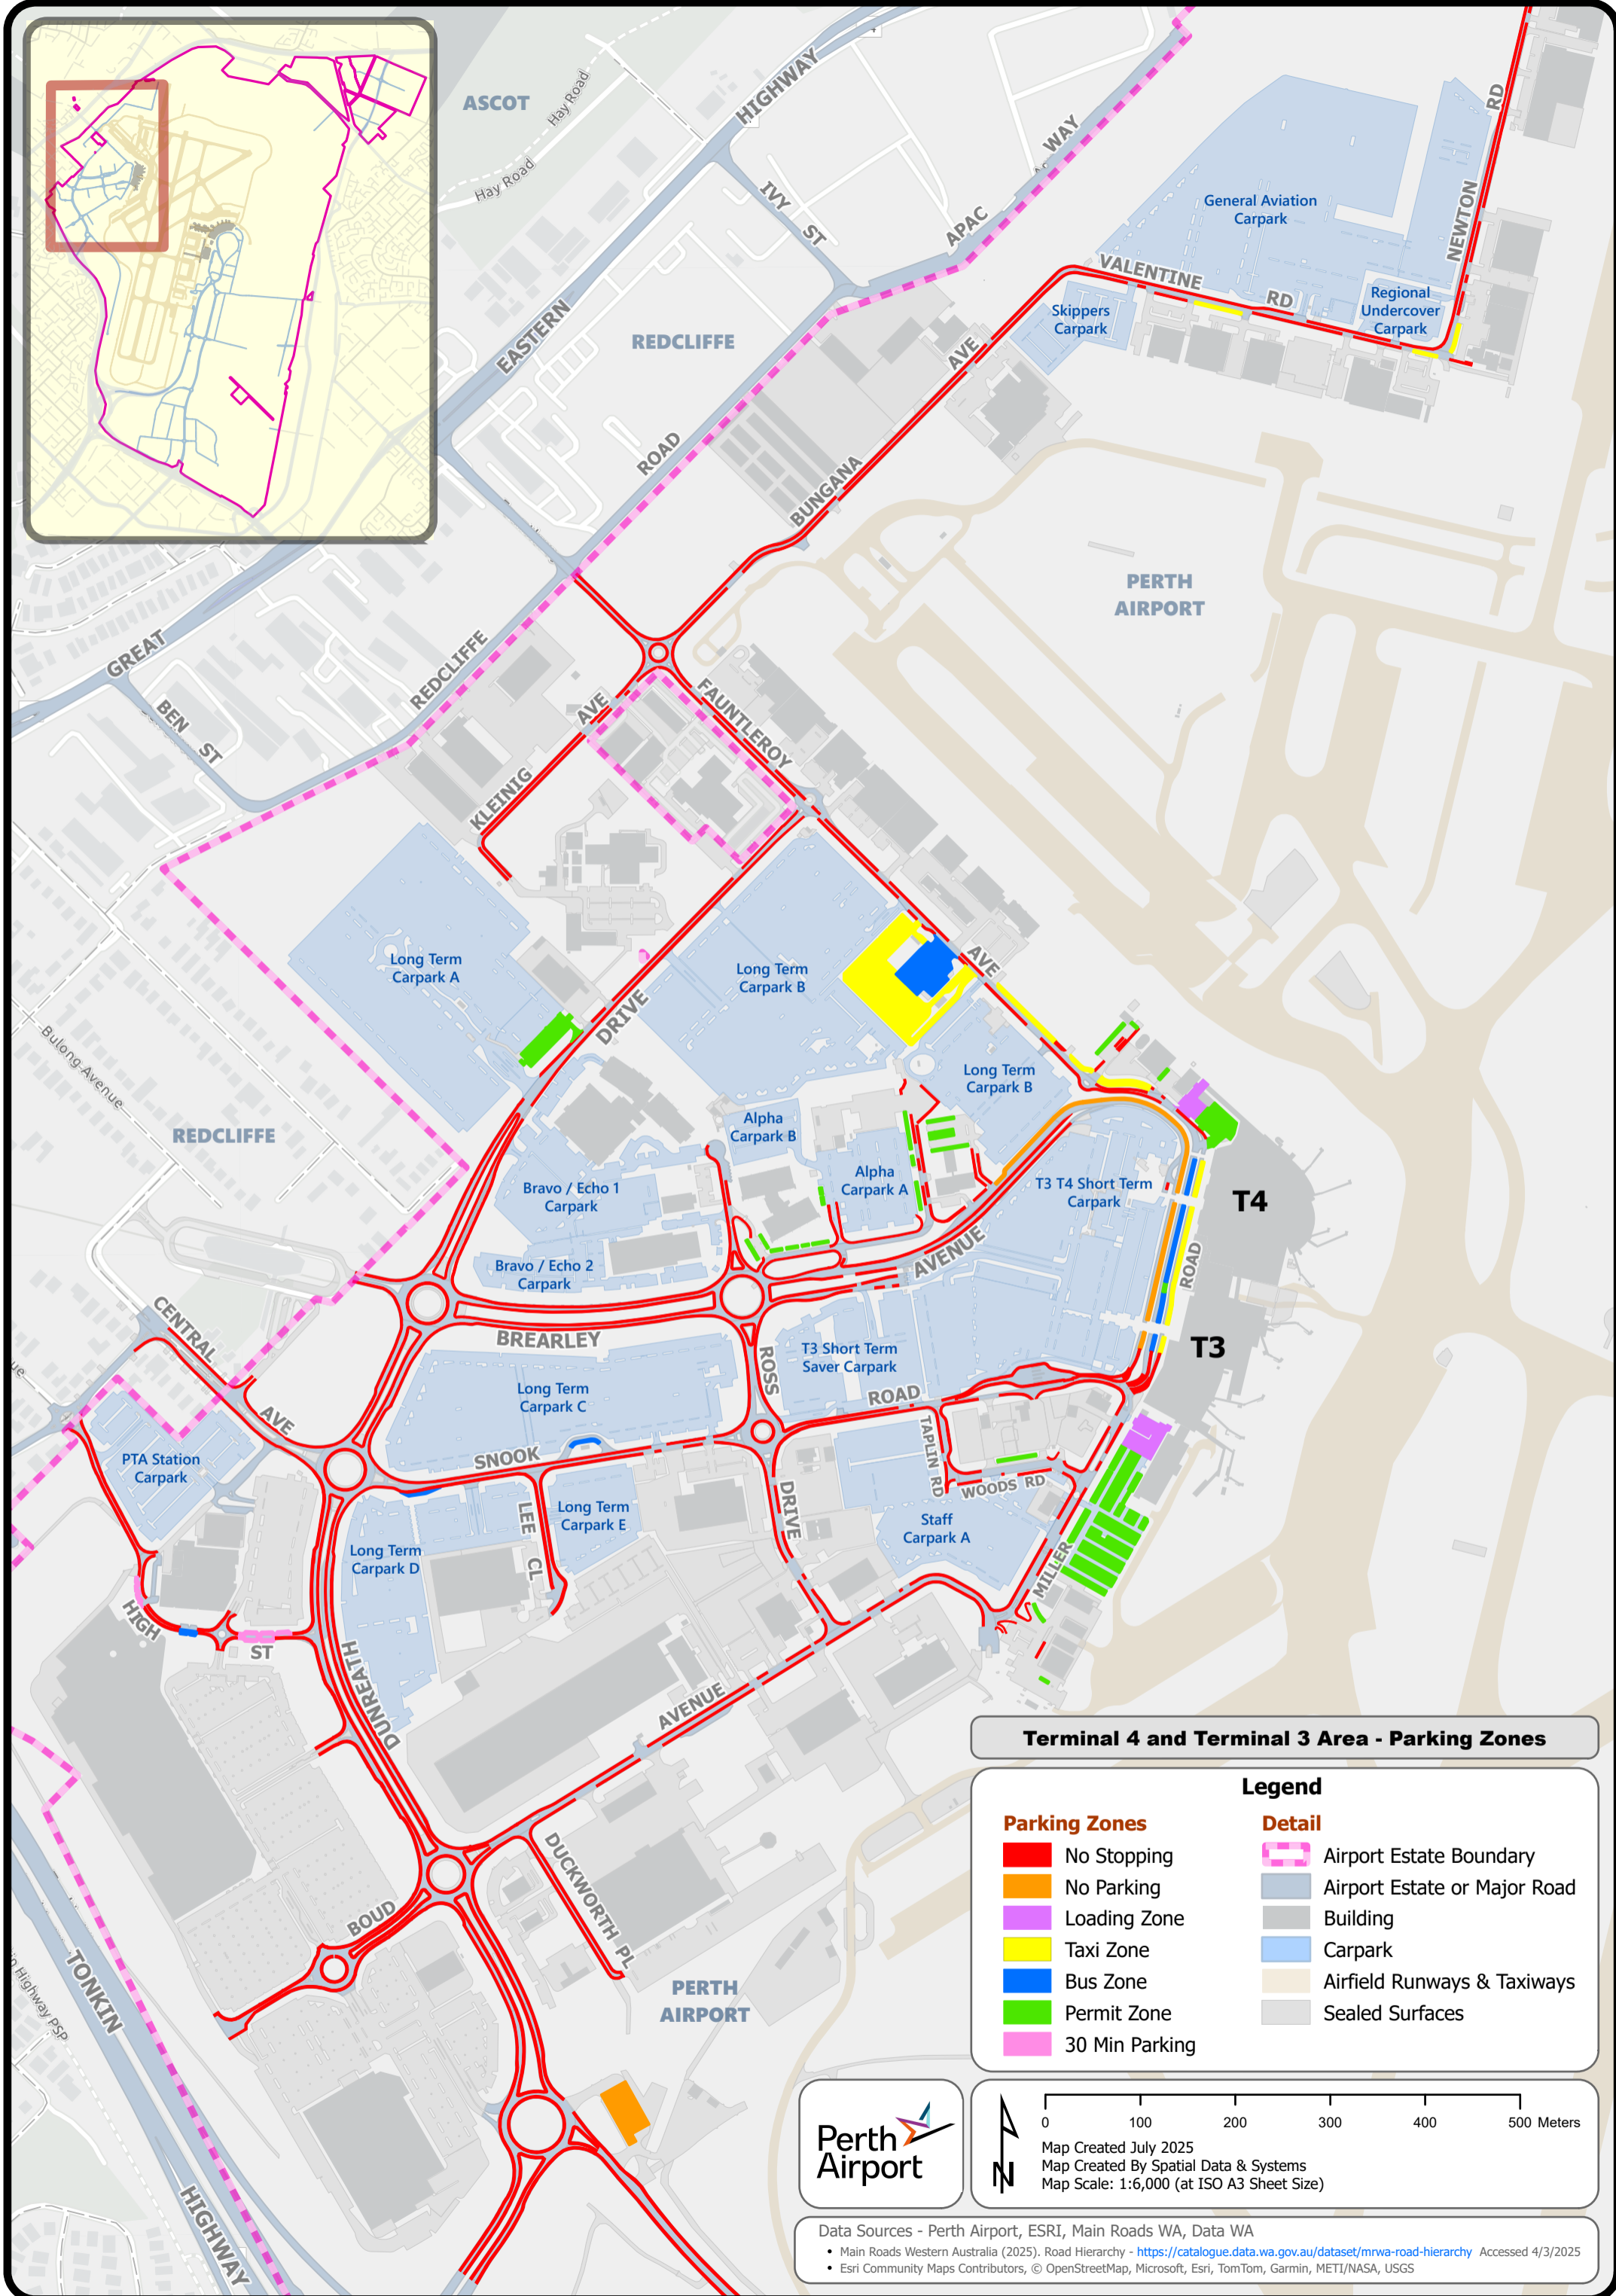 ASCOT
Hay Road
Hay Road
HIGHWAY
IVY ST
WAY
APAC
RD
NEWTON
General Aviation
Carpark
VALENTINE
RD
Skippers
Carpark
Regional
Undercover
Carpark
EASTERN
REDCLIFFE
AVE
ROAD
BUNGANA
PERTH
AIRPORT
GREAT
REDCLIFFE
BEN ST
AVE
FAUNTLEROY
KLEINIG
Long Term
Carpark A
Long Term
Carpark B
AVE
DRIVE
Bulong Avenue
REDCLIFFE
Long Term
Carpark B
Alpha
Carpark B
Alpha
Carpark A
Bravo / Echo 1
Carpark
T3 T4 Short Term
Carpark
T4
AVENUE
ROAD
Bravo / Echo 2
Carpark
CENTRAL
BREARLEY
T3
ROSS
T3 Short Term
Saver Carpark
Long Term
Carpark C
ROAD
AVE
TAPLIN RD
PTA Station
Carpark
SNOOK
WOODS RD
DRIVE
LEE CL
Long Term
Carpark E
Staff
Carpark A
Long Term
Carpark D
MILLER
HIGH
ST
DUNREATH
AVENUE
DUCKWORTH PL
BOUD
TONKIN
Highway PSP
PERTH
AIRPORT
HIGHWAY
Terminal 4 and Terminal 3 Area - Parking Zones
Legend
Parking Zones
No Stopping
No Parking
Loading Zone
Taxi Zone
Bus Zone
Permit Zone
30 Min Parking
Detail
Airport Estate Boundary
Airport Estate or Major Road
Building
Carpark
Airfield Runways & Taxiways
Sealed Surfaces
Perth
Airport
N
0 100 200 300 400 500 Meters
Map Created July 2025
Map Created By Spatial Data & Systems
Map Scale: 1:6,000 (at ISO A3 Sheet Size)
Data Sources - Perth Airport, ESRI, Main Roads WA, Data WA
• Main Roads Western Australia (2025). Road Hierarchy - https://catalogue.data.wa.gov.au/dataset/mrwa-road-hierarchy Accessed 4/3/2025
• Esri Community Maps Contributors, © OpenStreetMap, Microsoft, Esri, TomTom, Garmin, METI/NASA, USGS